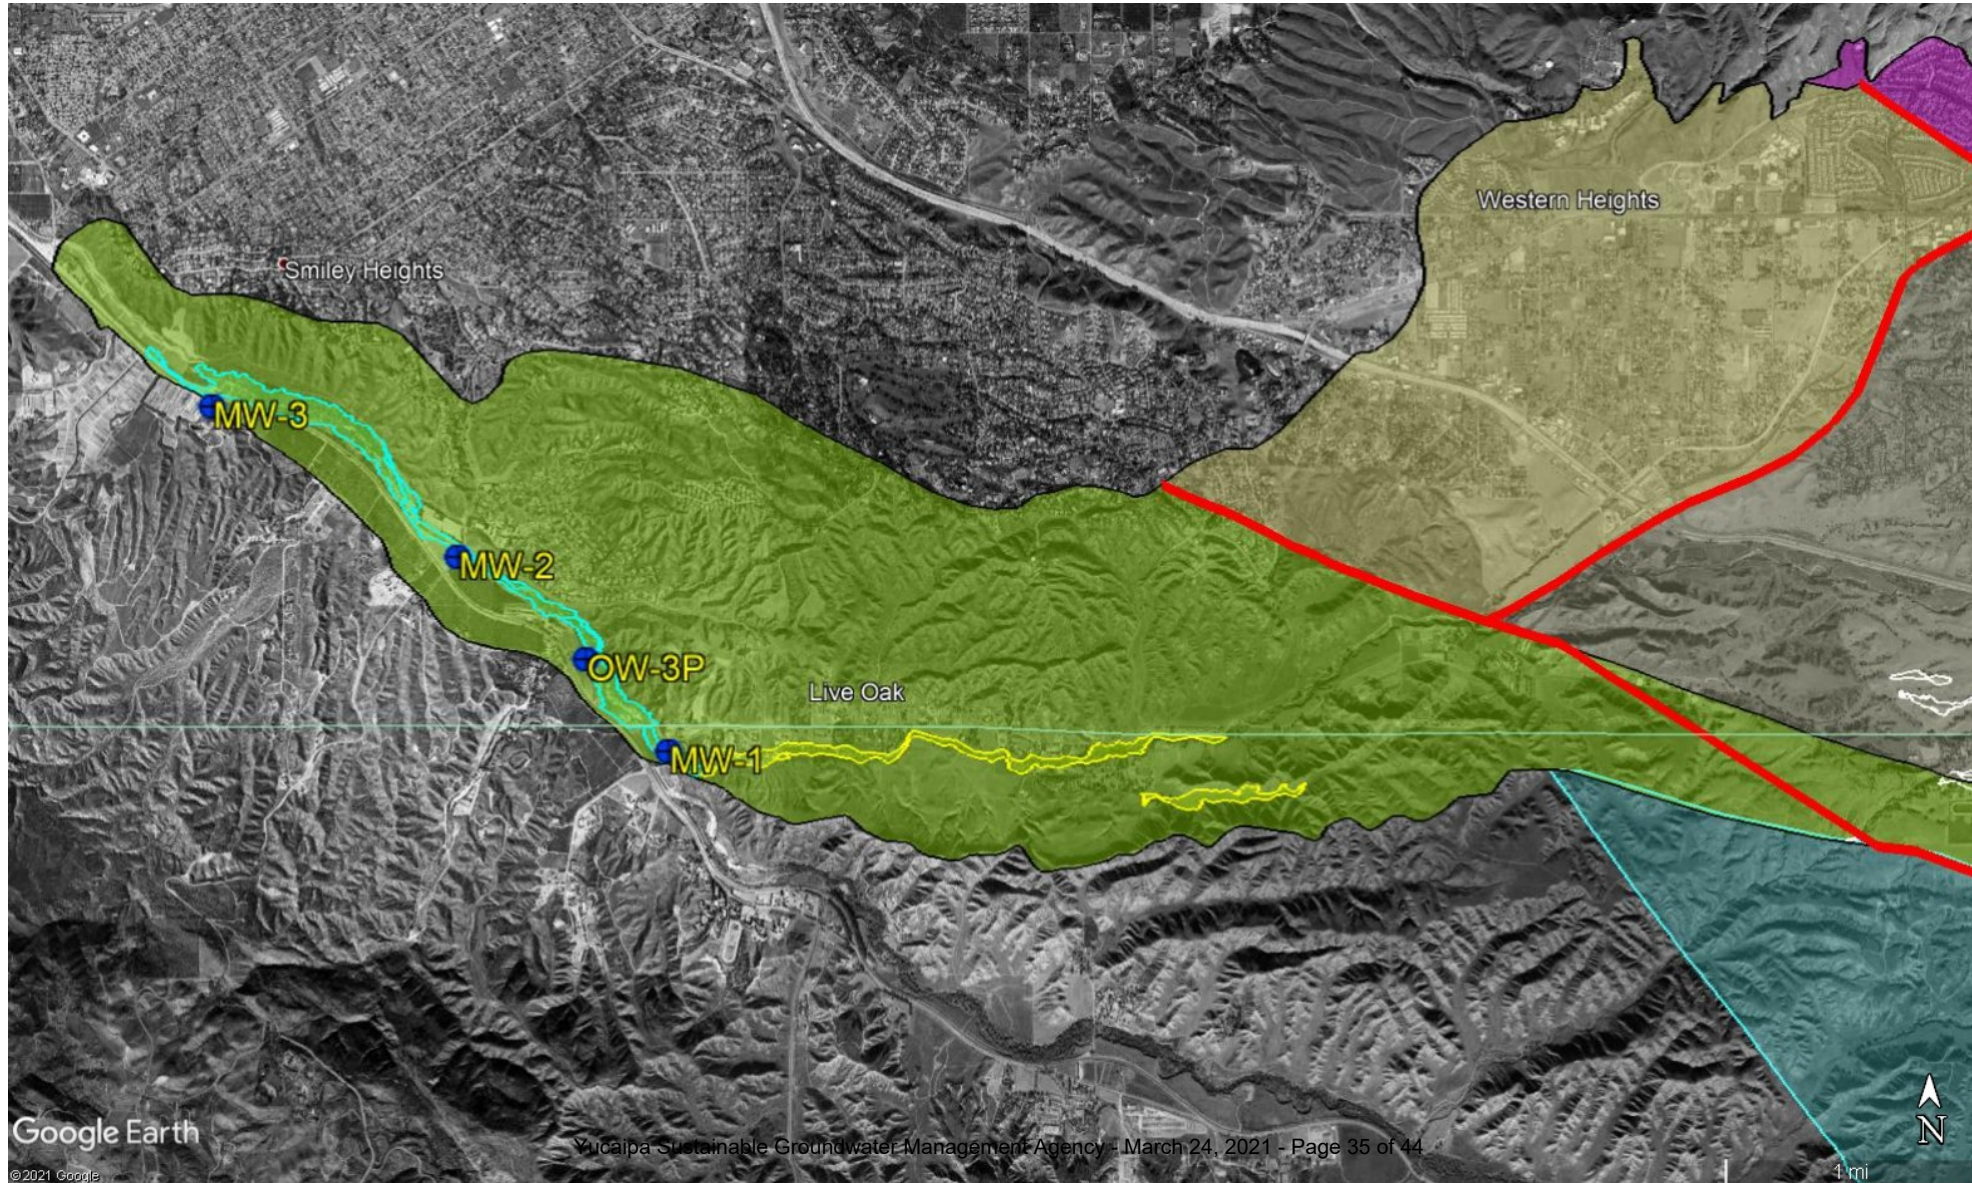 Western Heights
Smiley Heights
MW-3
MW-2
OW-3P
Live Oak
MW-1
N
Google Earth
Yucaipa Sustainable Groundwater Management Agency - March 24, 2021 - Page 35 of 44
1 mi
©2021 Google